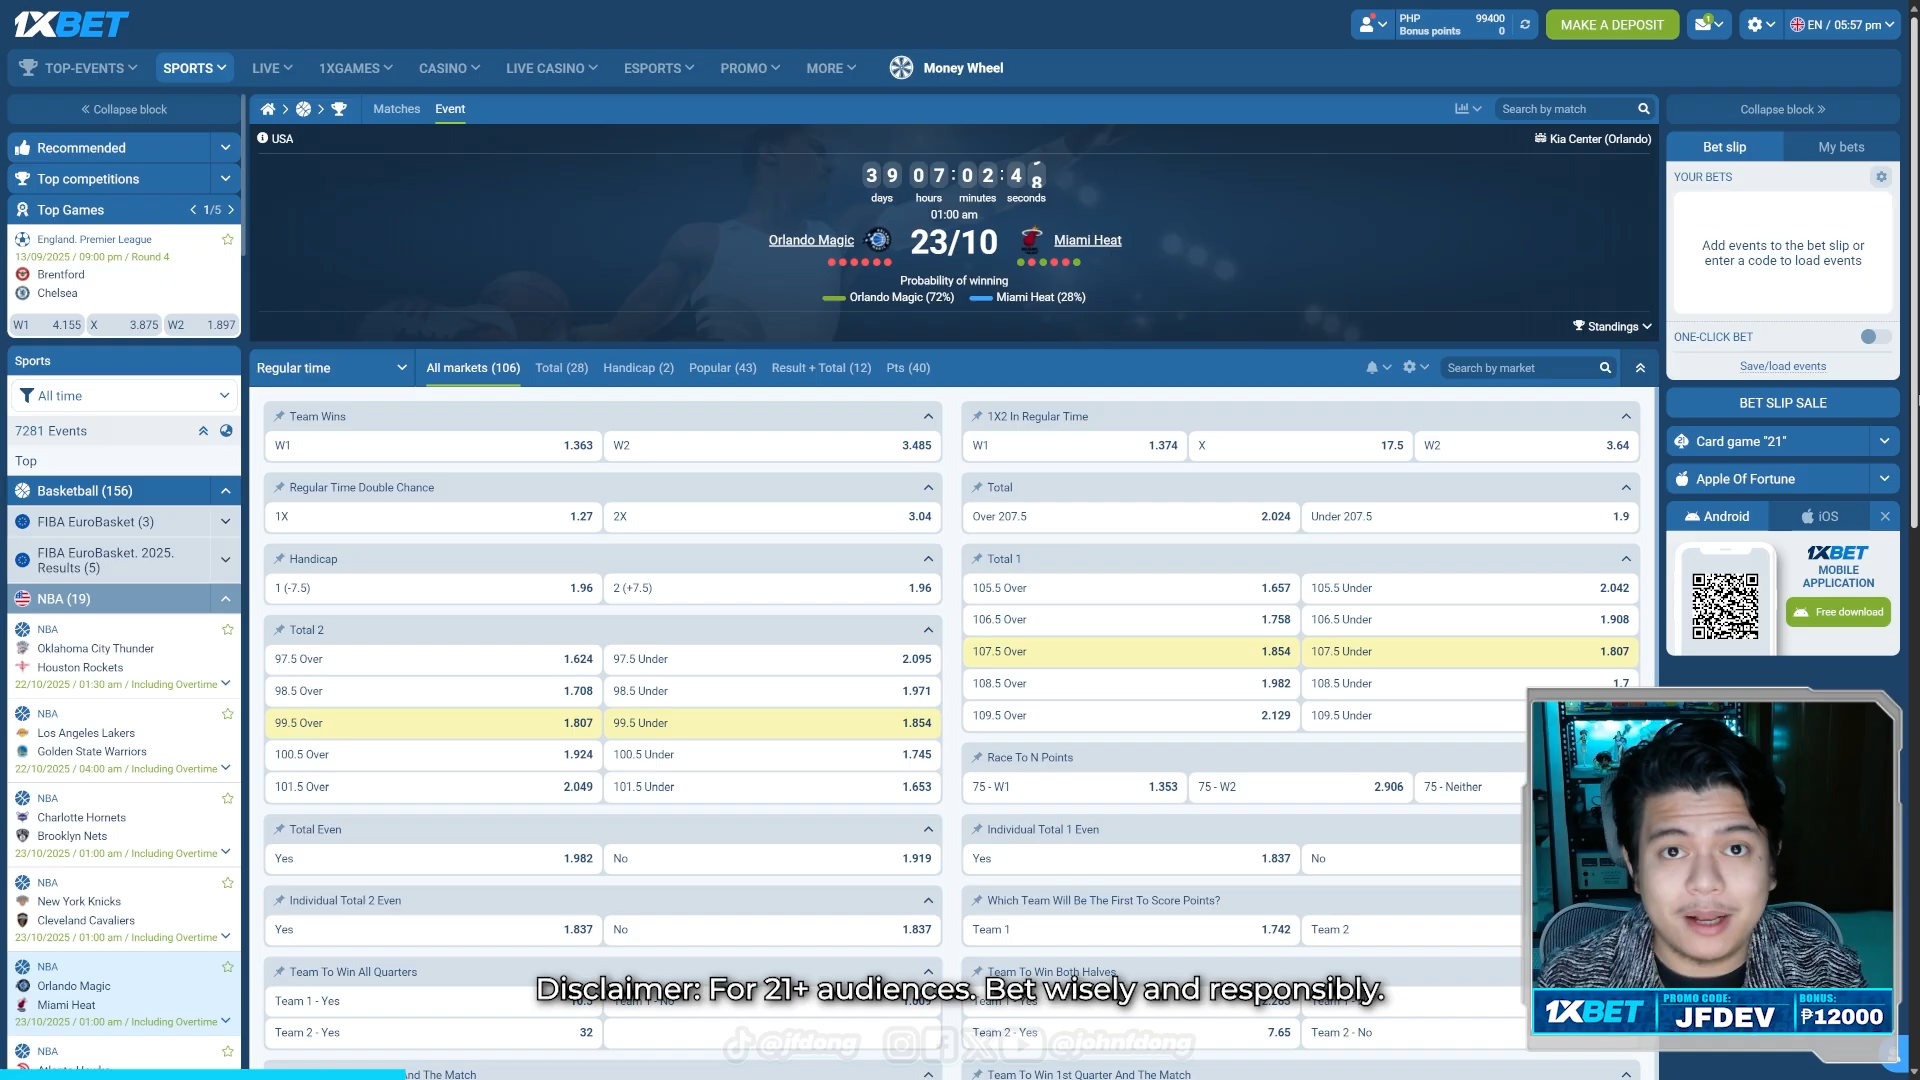 1XBET
PHP 99400
Bonus points 0
MAKE A DEPOSIT
1
EN / 05:57 pm
TOP-EVENTS
SPORTS
LIVE
1XGAMES
CASINO
LIVE CASINO
ESPORTS
PROMO
MORE
Money Wheel
Collapse block
Recommended
Top competitions
Top Games
1/5
England. Premier League
13/09/2025 / 09:00 pm / Round 4
Brentford
Chelsea
W1 4.155 X 3.875 W2 1.897
Sports
All time
7281 Events
Top
Basketball (156)
FIBA EuroBasket (3)
FIBA EuroBasket. 2025.
Results (5)
NBA (19)
NBA
Oklahoma City Thunder
Houston Rockets
22/10/2025 / 01:30 am / Including Overtime
NBA
Los Angeles Lakers
Golden State Warriors
22/10/2025 / 04:00 am / Including Overtime
NBA
Charlotte Hornets
Brooklyn Nets
23/10/2025 / 01:00 am / Including Overtime
NBA
New York Knicks
Cleveland Cavaliers
23/10/2025 / 01:00 am / Including Overtime
NBA
Orlando Magic
Miami Heat
23/10/2025 / 01:00 am / Including Overtime
NBA
Matches
Event
Search by match
USA
Kia Center (Orlando)
39 07:02:48
days hours minutes seconds
01:00 am
Orlando Magic 23/10 Miami Heat
Probability of winning
Orlando Magic (72%) Miami Heat (28%)
Standings
Regular time
All markets (106)
Total (28)
Handicap (2)
Popular (43)
Result + Total (12)
Pts (40)
Search by market
Team Wins
W1 1.363 W2 3.485
Regular Time Double Chance
1X 1.27 2X 3.04
Handicap
1 (-7.5) 1.96 2 (+7.5) 1.96
Total 2
97.5 Over 1.624 97.5 Under 2.095
98.5 Over 1.708 98.5 Under 1.971
99.5 Over 1.807 99.5 Under 1.854
100.5 Over 1.924 100.5 Under 1.745
101.5 Over 2.049 101.5 Under 1.653
Total Even
Yes 1.982 No 1.919
Individual Total 2 Even
Yes 1.837 No 1.837
Team To Win All Quarters
Team 1 - Yes
Team 2 - Yes 32
And The Match
1X2 In Regular Time
W1 1.374 X 17.5 W2 3.64
Total
Over 207.5 2.024 Under 207.5 1.9
Total 1
105.5 Over 1.657 105.5 Under 2.042
106.5 Over 1.758 106.5 Under 1.908
107.5 Over 1.854 107.5 Under 1.807
108.5 Over 1.982 108.5 Under 1.7
109.5 Over 2.129 109.5 Under
Race To N Points
75 - W1 1.353 75 - W2 2.906 75 - Neither
Individual Total 1 Even
Yes 1.837 No
Which Team Will Be The First To Score Points?
Team 1 1.742 Team 2
Team To Win Both Halves
Team 2 - Yes 7.65 Team 2 - No
Team To Win 1st Quarter And The Match
Collapse block
Bet slip
My bets
YOUR BETS
Add events to the bet slip or
enter a code to load events
ONE-CLICK BET
Save/load events
BET SLIP SALE
Card game "21"
Apple Of Fortune
Android
iOS
1XBET
MOBILE
APPLICATION
Free download
Disclaimer: For 21+ audiences. Bet wisely and responsibly.
@jfdong
@johnfdong
1XBET
PROMO CODE:
JFDEV
BONUS:
₱12000